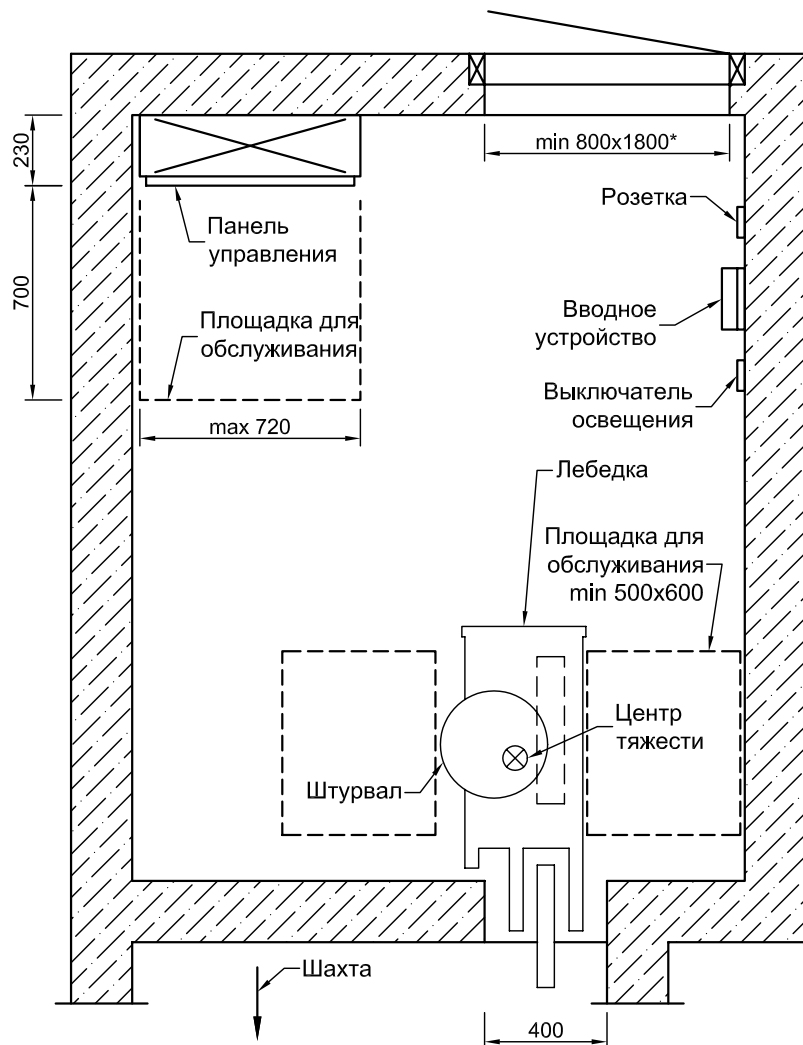 230
min 800x1800*
Розетка
Панель
управления
700
Вводное
устройство
Площадка для
обслуживания
Выключатель
освещения
max 720
Лебедка
Площадка для
обслуживания
min 500x600
Центр
тяжести
Штурвал
Шахта
400